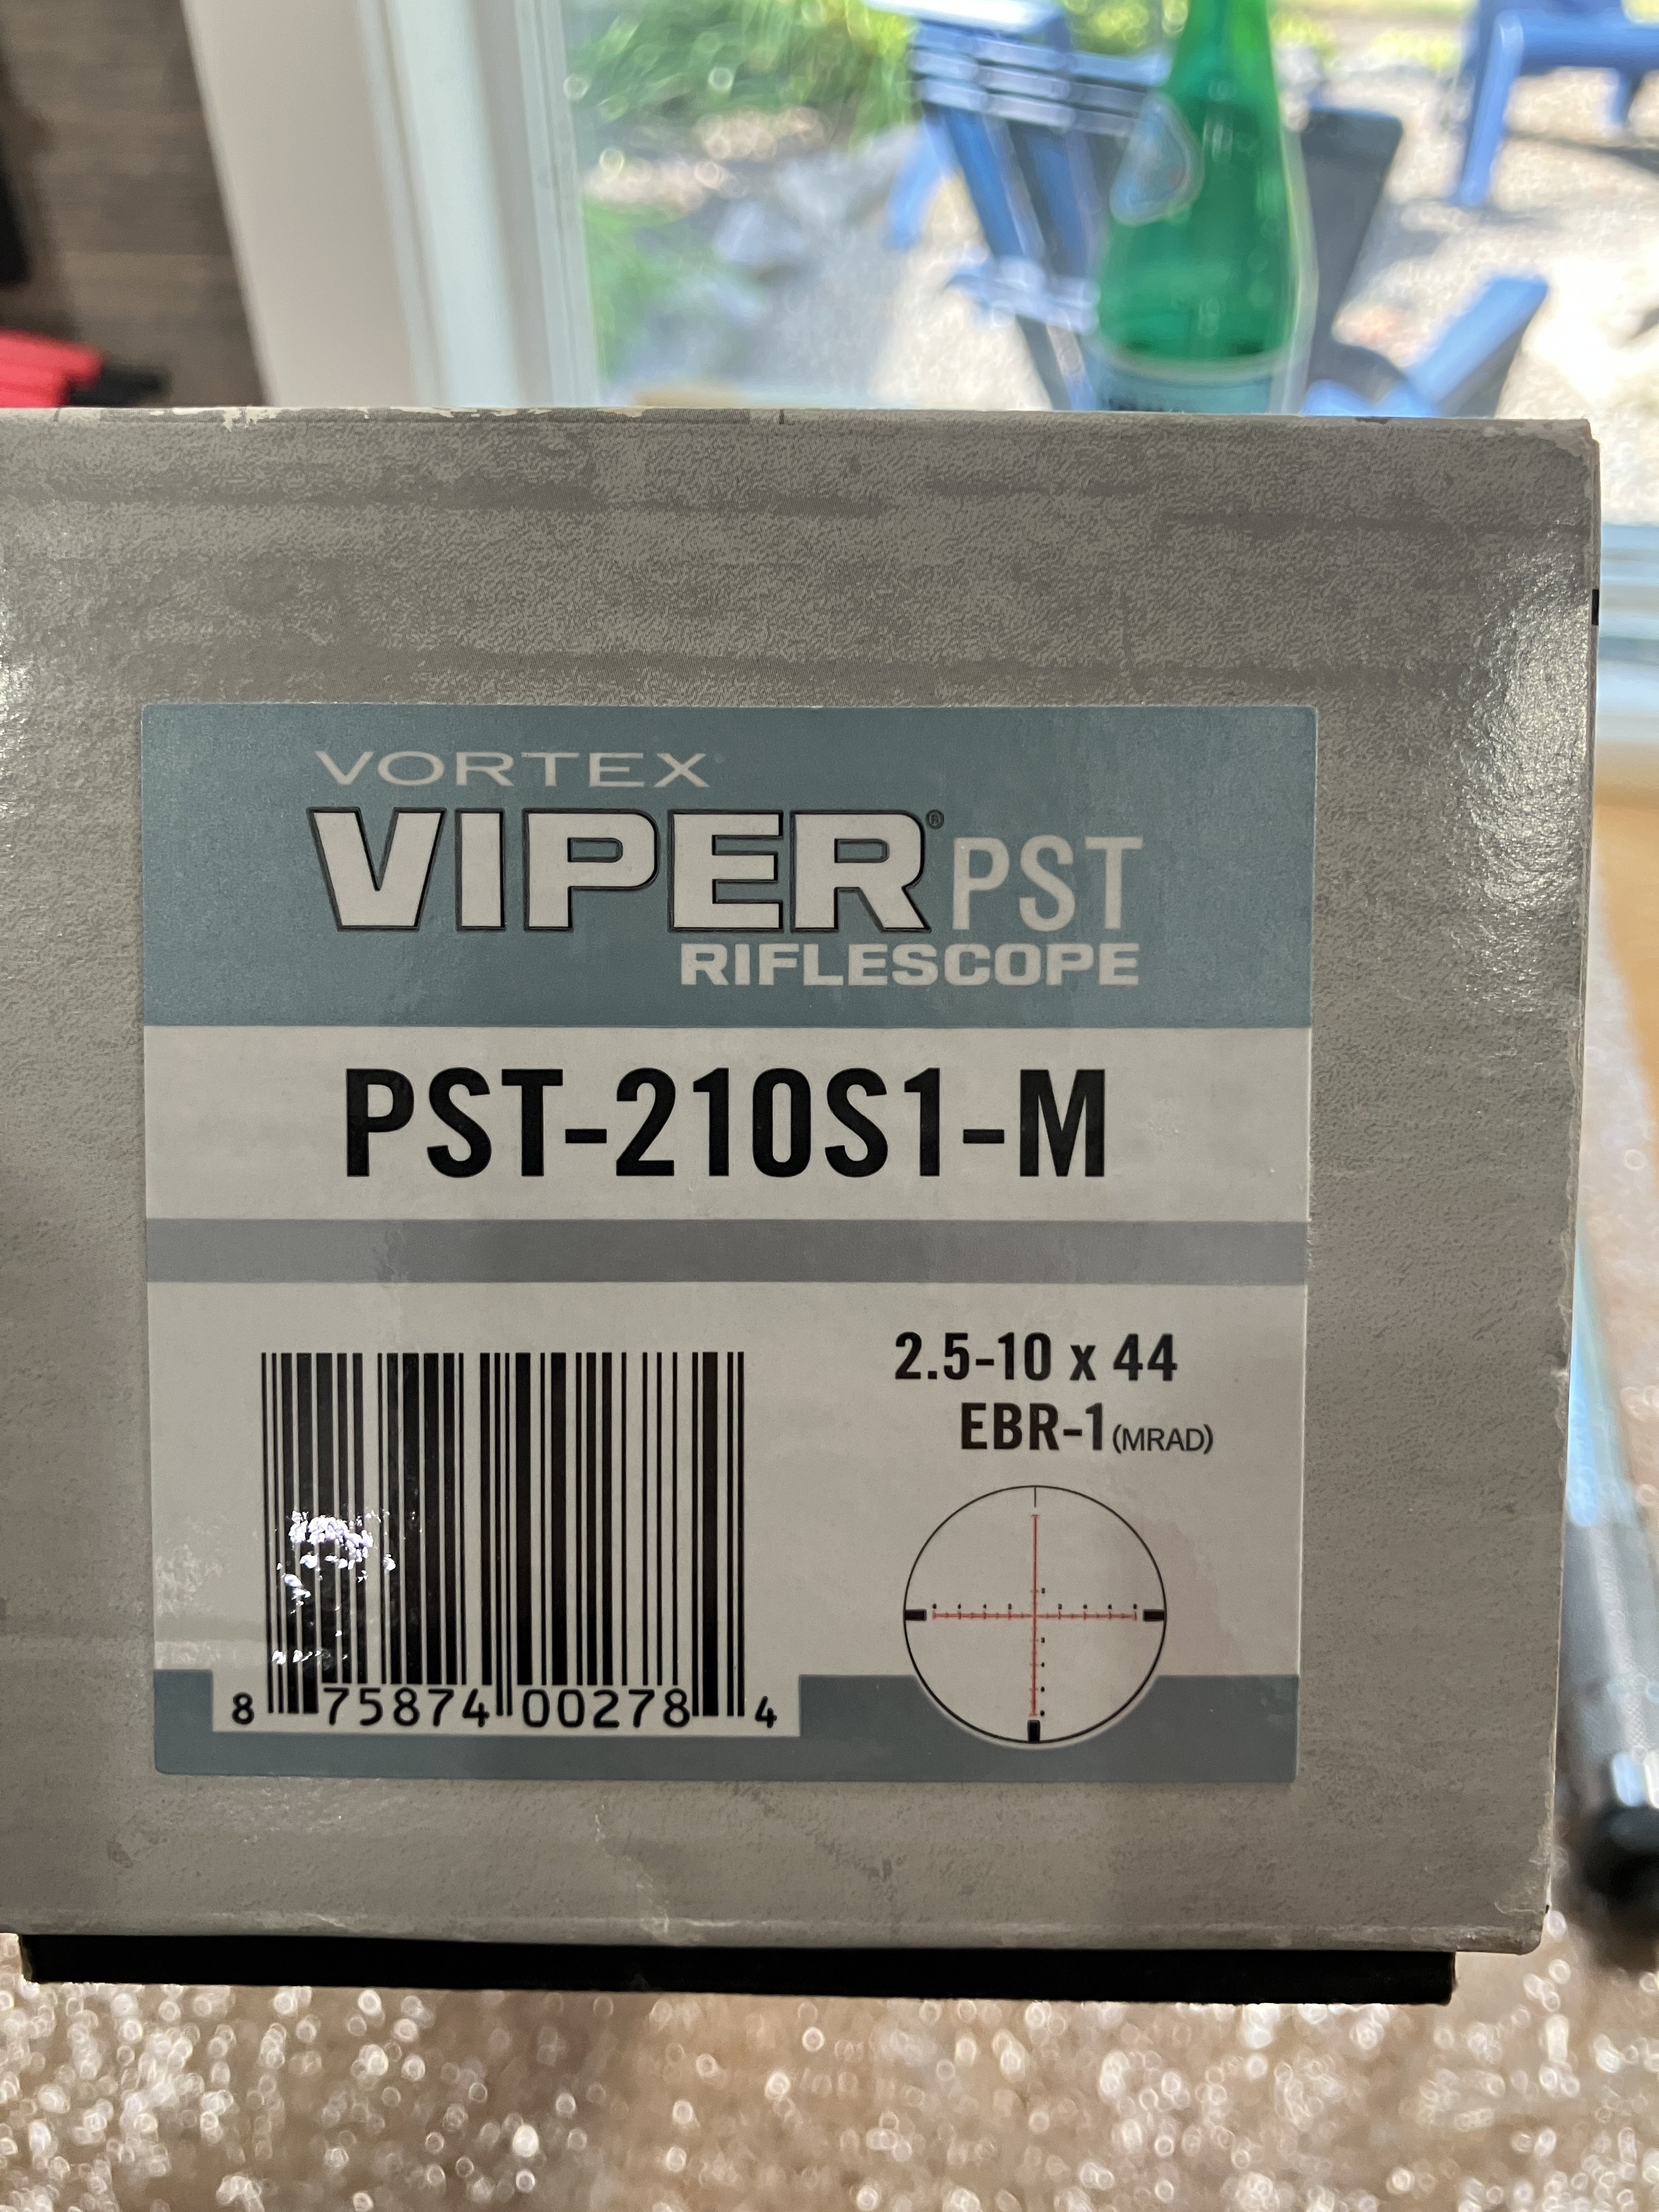 VORTEX
VIPER® PST
RIFLESCOPE
PST-210S1-M
2.5-10 x 44
EBR-1 (MRAD)
8 75874 00278 4